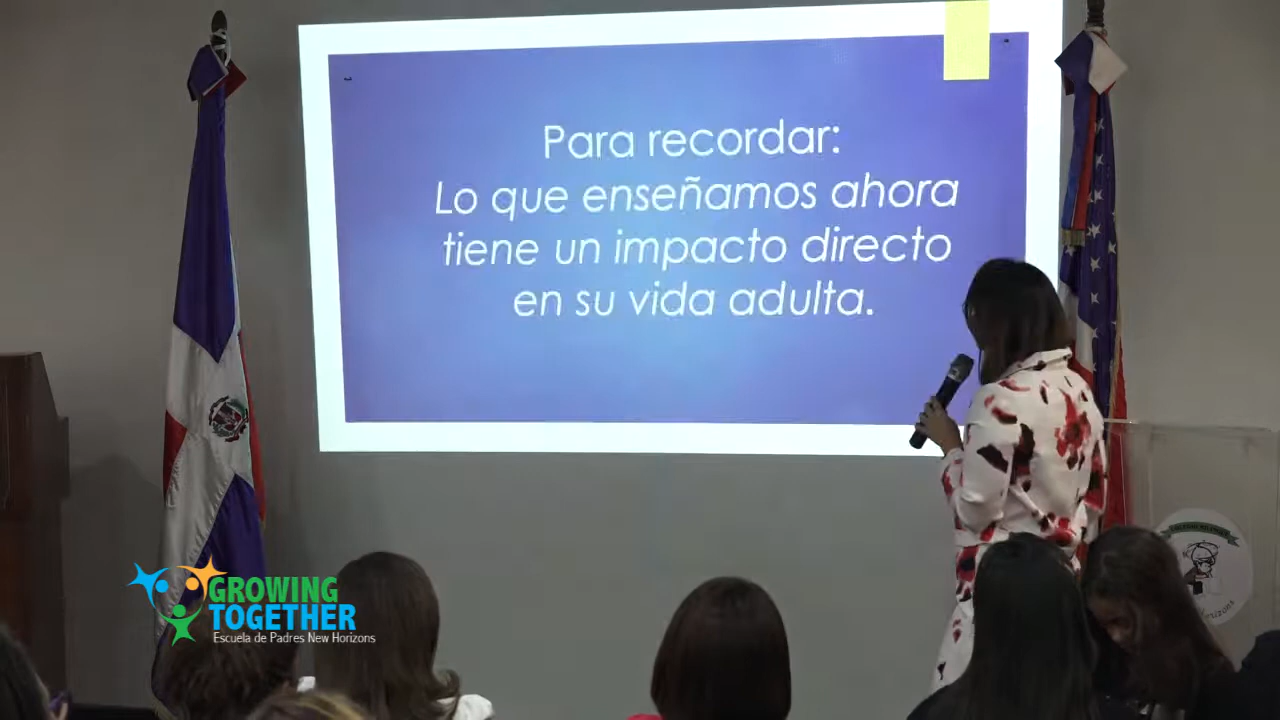 Para recordar:
Lo que enseñamos ahora
tiene un impacto directo
en su vida adulta.
GROWING
TOGETHER
Escuela de Padres New Horizons